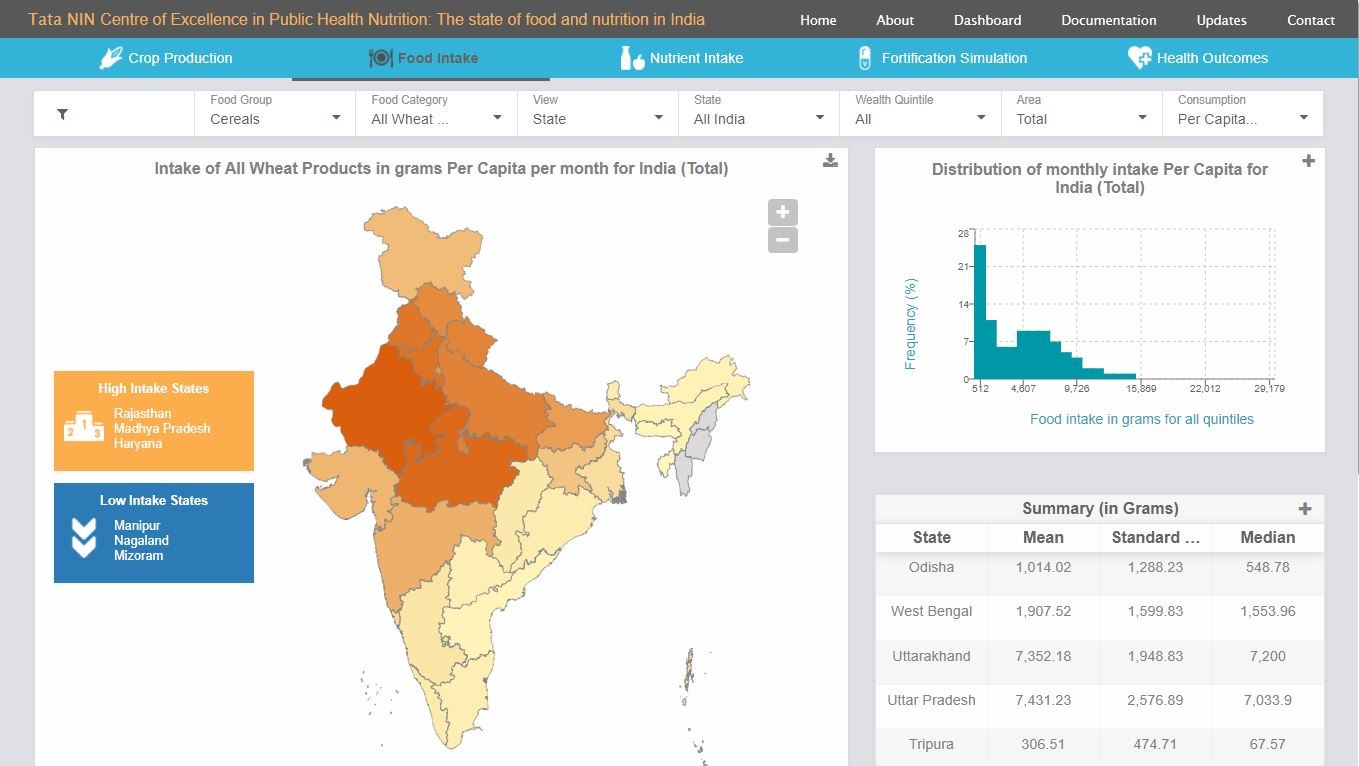 Tata NIN Centre of Excellence in Public Health Nutrition: The state of food and nutrition in India
Home
About
Dashboard
Documentation
Updates
Contact
Crop Production
Food Intake
Nutrient Intake
Fortification Simulation
Health Outcomes
Food Group
Cereals
Food Category
All Wheat ...
View
State
State
All India
Wealth Quintile
All
Area
Total
Consumption
Per Capita...
Intake of All Wheat Products in grams Per Capita per month for India (Total)
+
−
High Intake States
1
2
3
Rajasthan
Madhya Pradesh
Haryana
Low Intake States
Manipur
Nagaland
Mizoram
Distribution of monthly intake Per Capita for
India (Total)
+
Frequency (%)
28
21
14
7
0
512
4,607
9,726
15,869
22,012
29,179
Food intake in grams for all quintiles
Summary (in Grams)
+
State Mean Standard ... Median
Odisha 1,014.02 1,288.23 548.78
West Bengal 1,907.52 1,599.83 1,553.96
Uttarakhand 7,352.18 1,948.83 7,200
Uttar Pradesh 7,431.23 2,576.89 7,033.9
Tripura 306.51 474.71 67.57